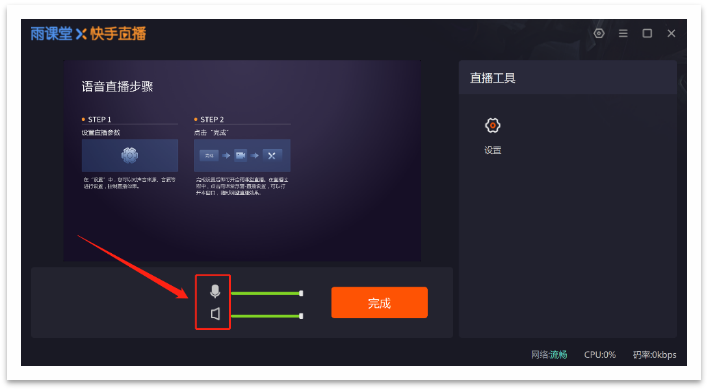 雨课堂 X 快手直播
语音直播步骤
STEP 1
设置直播参数
STEP 2
点击“完成”
完成
直播工具
设置
完成
网络:流畅 CPU:0% 码率:0kbps